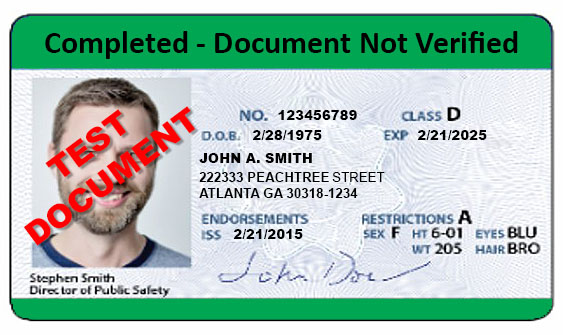 Completed - Document Not Verified
TEST
DOCUMENT
NO. 123456789 CLASS D
D.O.B. 2/28/1975 EXP 2/21/2025
JOHN A. SMITH
222333 PEACHTREE STREET
ATLANTA GA 30318-1234
ENDORSEMENTS RESTRICTIONS A
ISS 2/21/2015 SEX F HT 6-01 EYES BLU
WT 205 HAIR BRO
John Doe
Stephen Smith
Director of Public Safety